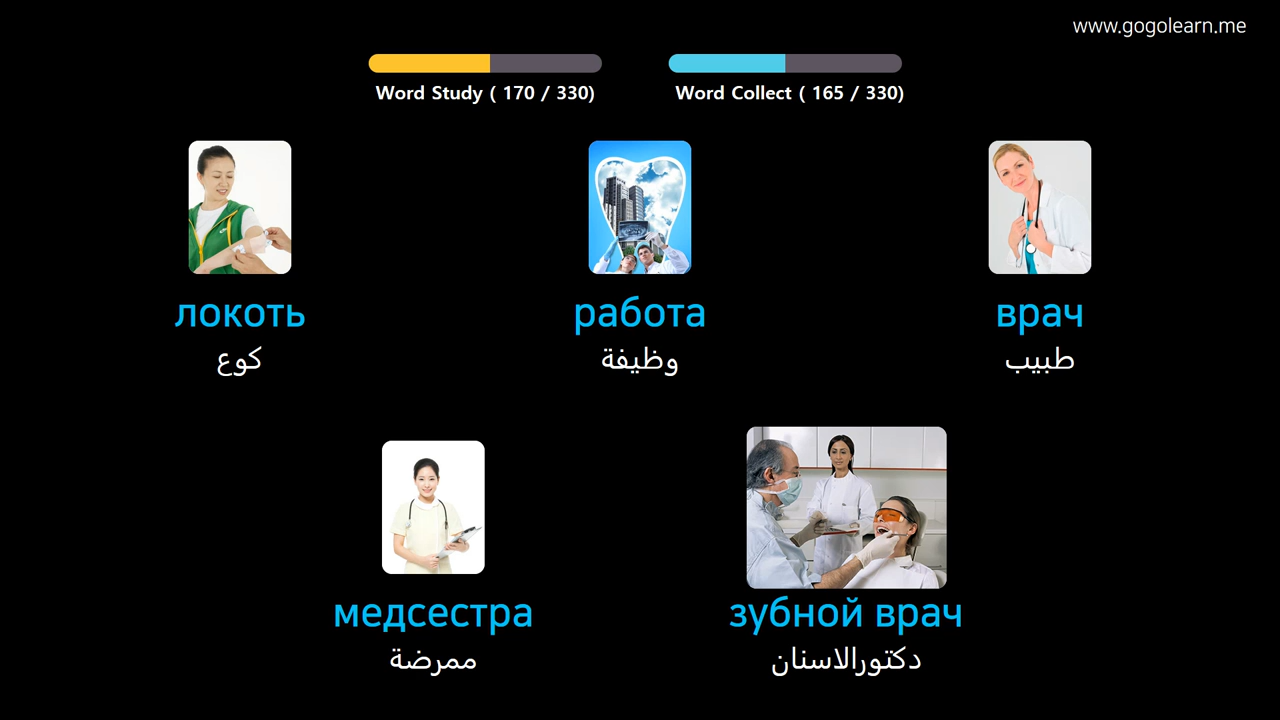 www.gogolearn.me
Word Study ( 170 / 330)
Word Collect ( 165 / 330)
локоть
كوع
работа
وظيفة
врач
طبيب
медсестра
ممرضة
зубной врач
دكتورالاسنان